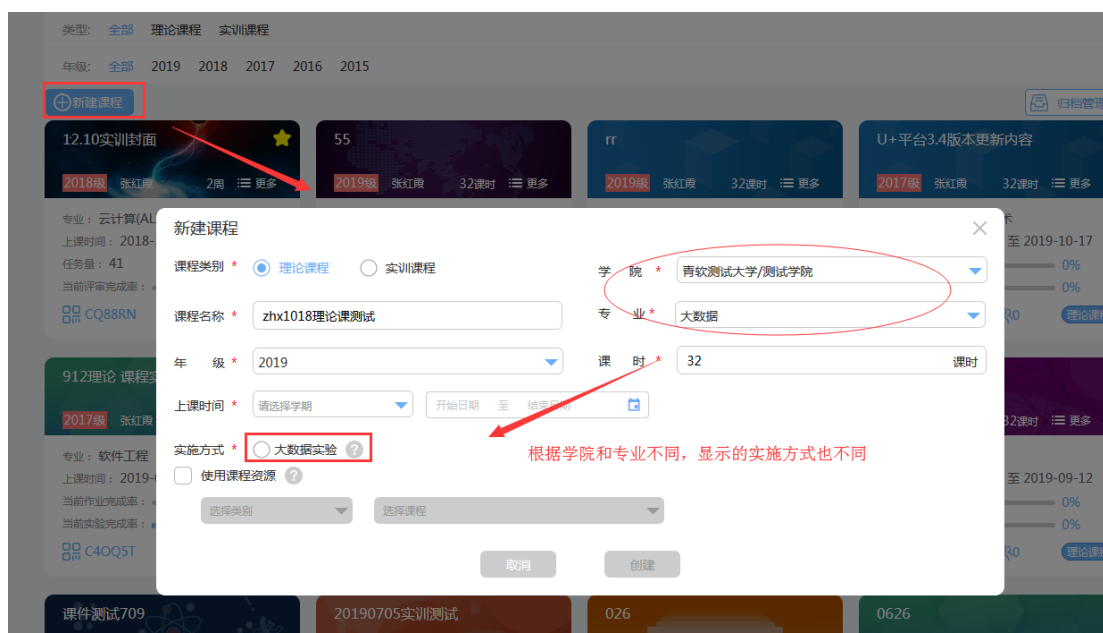 类型: 全部 理论课程 实训课程
年级: 全部 2019 2018 2017 2016 2015
新建课程
归档管理
12.10实训封面
2018级 张红霞 2周 更多
55
2019级 张红霞 32课时 更多
rr
2019级 张红霞 32课时 更多
U+平台3.4版本更新内容
2017级 张红霞 32课时 更多
专业：云计算(AL
上课时间：2018-
任务量：41
当前评审完成率：
CQ88RN
术
至 2019-10-17
0%
0%
0
理论课程
新建课程
课程类别 * 理论课程 实训课程
学 院 * 青软测试大学/测试学院
课程名称 * zhx1018理论课测试
专 业 * 大数据
年 级 * 2019
课 时 * 32 课时
上课时间 * 请选择学期 开始日期 至 结束日期
实施方式 * 大数据实验 ?
根据学院和专业不同，显示的实施方式也不同
使用课程资源 ?
选择类别 选择课程
取消 创建
912理论 课程实
2017级 张红霞
32课时 更多
专业：软件工程
上课时间：2019-
当前作业完成率：
当前实验完成率：
C4OQ5T
至 2019-09-12
0%
0%
0
理论课程
课件测试709
20190705实训测试
026
0626